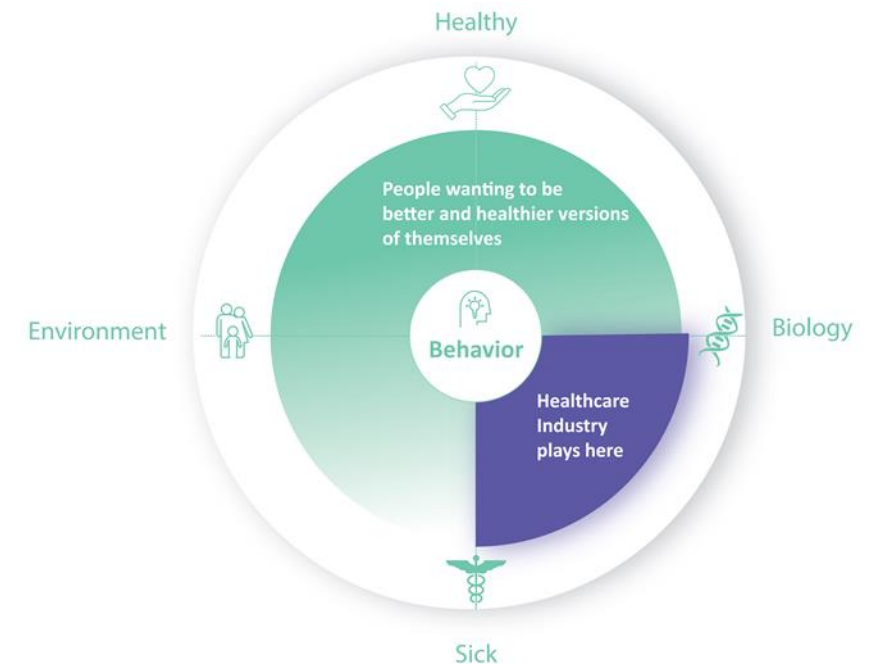 Healthy
People wanting to be
better and healthier versions
of themselves
Environment
Behavior
Biology
Healthcare
Industry
plays here
Sick